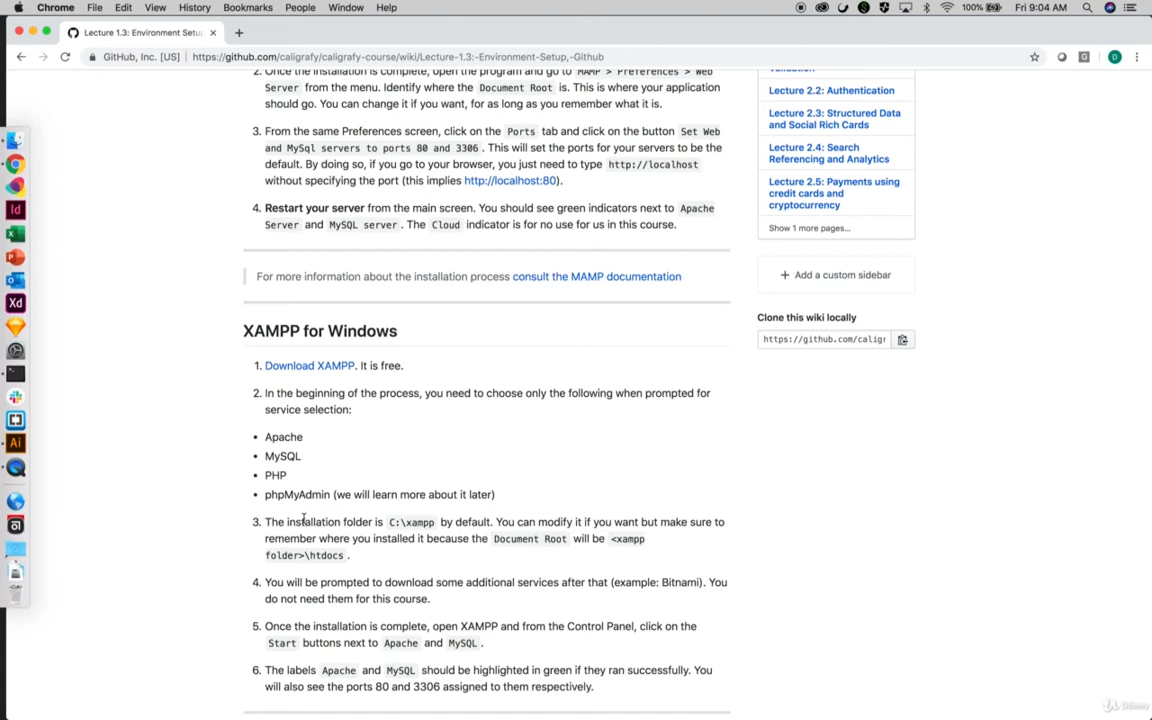 Chrome File Edit View History Bookmarks People Window Help 100% Fri 9:04 AM
Lecture 1.3: Environment Setu
GitHub, Inc. [US] https://github.com/caligrafy/caligrafy-course/wiki/Lecture-1.3:-Environment-Setup,-Github
2. Once the installation is complete, open the program and go to MAMP > Preferences > Web
Server from the menu. Identify where the Document Root is. This is where your application
should go. You can change it if you want, for as long as you remember what it is.
3. From the same Preferences screen, click on the Ports tab and click on the button Set Web
and MySql servers to ports 80 and 3306 . This will set the ports for your servers to be the
default. By doing so, if you go to your browser, you just need to type http://localhost
without specifying the port (this implies http://localhost:80).
4. Restart your server from the main screen. You should see green indicators next to Apache
Server and MySQL server . The Cloud indicator is for no use for us in this course.
For more information about the installation process consult the MAMP documentation
XAMPP for Windows
1. Download XAMPP. It is free.
2. In the beginning of the process, you need to choose only the following when prompted for
service selection:
• Apache
• MySQL
• PHP
• phpMyAdmin (we will learn more about it later)
3. The installation folder is C:\xampp by default. You can modify it if you want but make sure to
remember where you installed it because the Document Root will be <xampp
folder>\htdocs .
4. You will be prompted to download some additional services after that (example: Bitnami). You
do not need them for this course.
5. Once the installation is complete, open XAMPP and from the Control Panel, click on the
Start buttons next to Apache and MySQL .
6. The labels Apache and MySQL should be highlighted in green if they ran successfully. You
will also see the ports 80 and 3306 assigned to them respectively.
Validation
Lecture 2.2: Authentication
Lecture 2.3: Structured Data
and Social Rich Cards
Lecture 2.4: Search
Referencing and Analytics
Lecture 2.5: Payments using
credit cards and
cryptocurrency
Show 1 more pages...
+ Add a custom sidebar
Clone this wiki locally
https://github.com/caligr
D
Id
Xd
Ai
Udemy